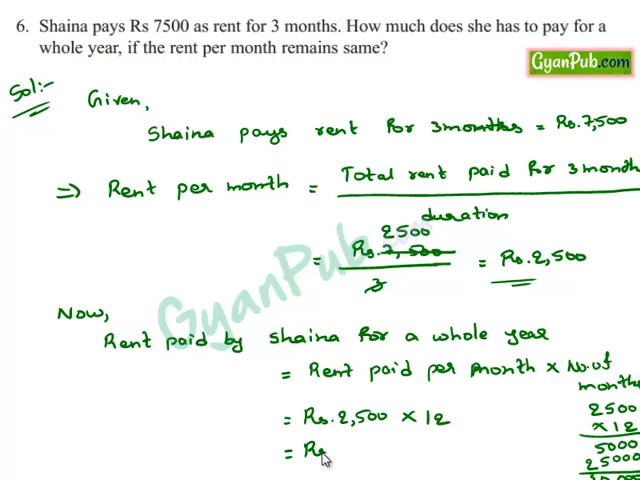 6. Shaina pays Rs 7500 as rent for 3 months. How much does she has to pay for a
whole year, if the rent per month remains same?
GyanPub.com
Sol:-
Given,
Shaina pays rent for 3 months = Rs.7,500
⇒ Rent per month = Total rent paid for 3 month
duration
2500
= Rs.7,500 / 3 = Rs.2,500
GyanPub.
Now,
Rent paid by Shaina for a whole year
= Rent paid per month × No.of
months
= Rs.2,500 × 12
2500
×12
5000
25000
30,000
= Rs